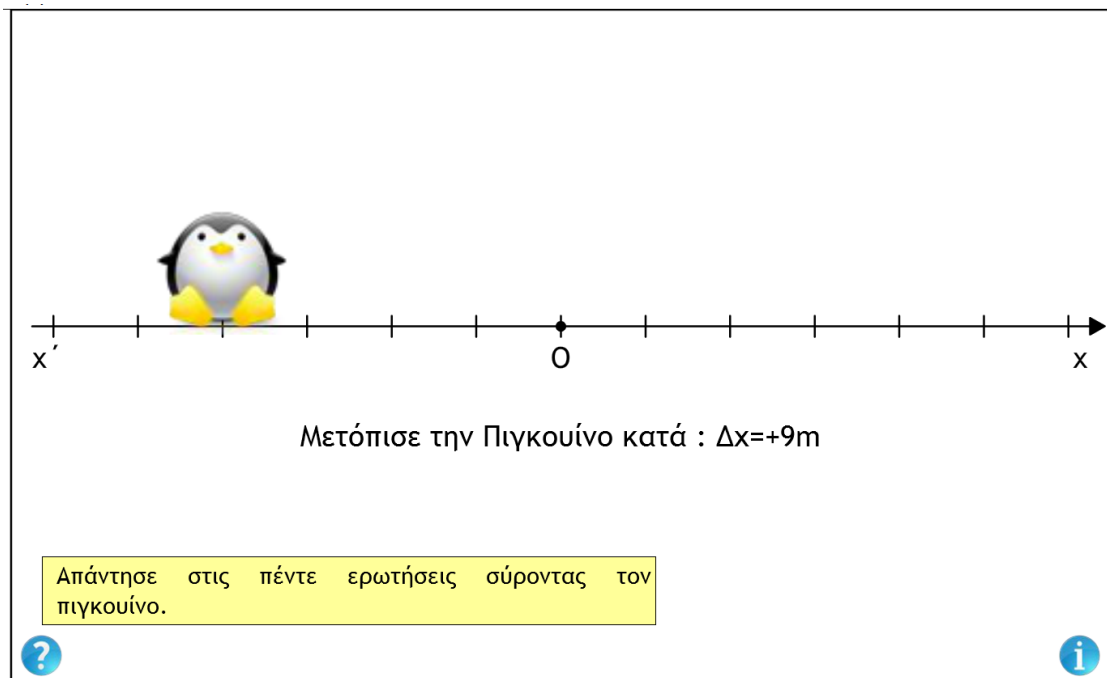 x΄ Ο x
Μετόπισε την Πιγκουίνο κατά : Δx=+9m
Απάντησε στις πέντε ερωτήσεις σύροντας τον
πιγκουίνο.
? i